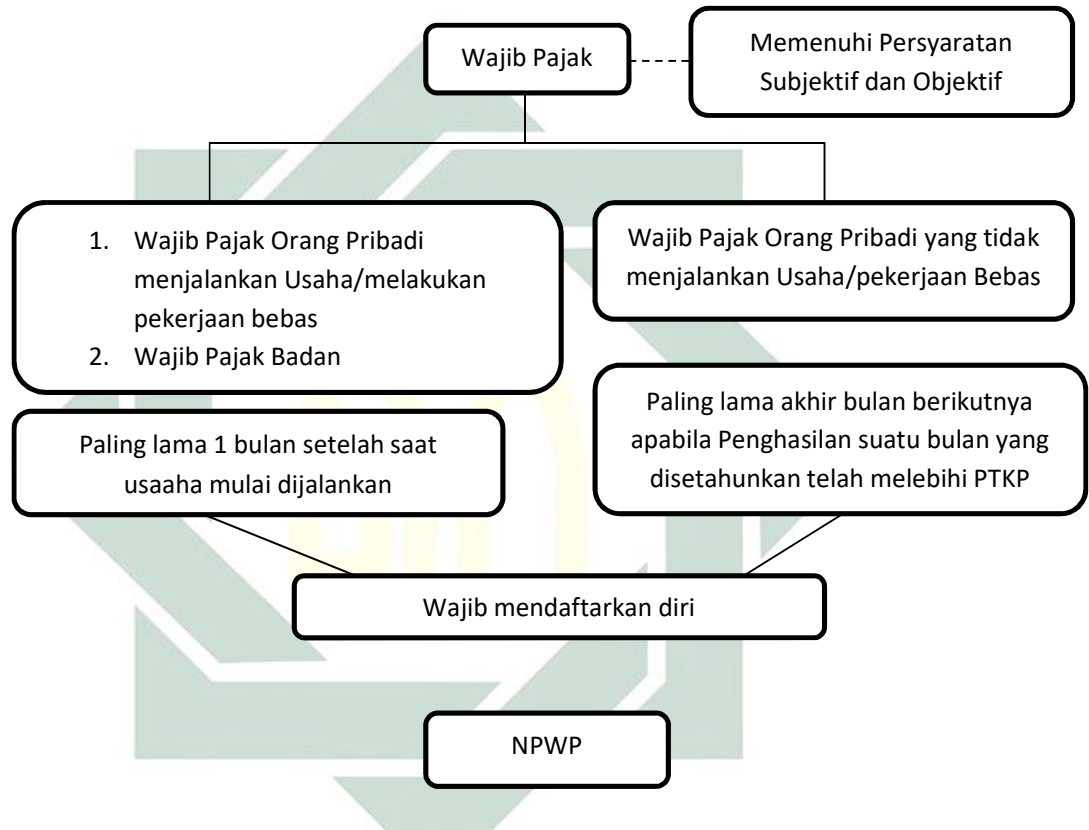 Wajib Pajak
Memenuhi Persyaratan
Subjektif dan Objektif
1. Wajib Pajak Orang Pribadi
menjalankan Usaha/melakukan
pekerjaan bebas
2. Wajib Pajak Badan
Wajib Pajak Orang Pribadi yang tidak
menjalankan Usaha/pekerjaan Bebas
Paling lama 1 bulan setelah saat
usaaha mulai dijalankan
Paling lama akhir bulan berikutnya
apabila Penghasilan suatu bulan yang
disetahunkan telah melebihi PTKP
Wajib mendaftarkan diri
NPWP